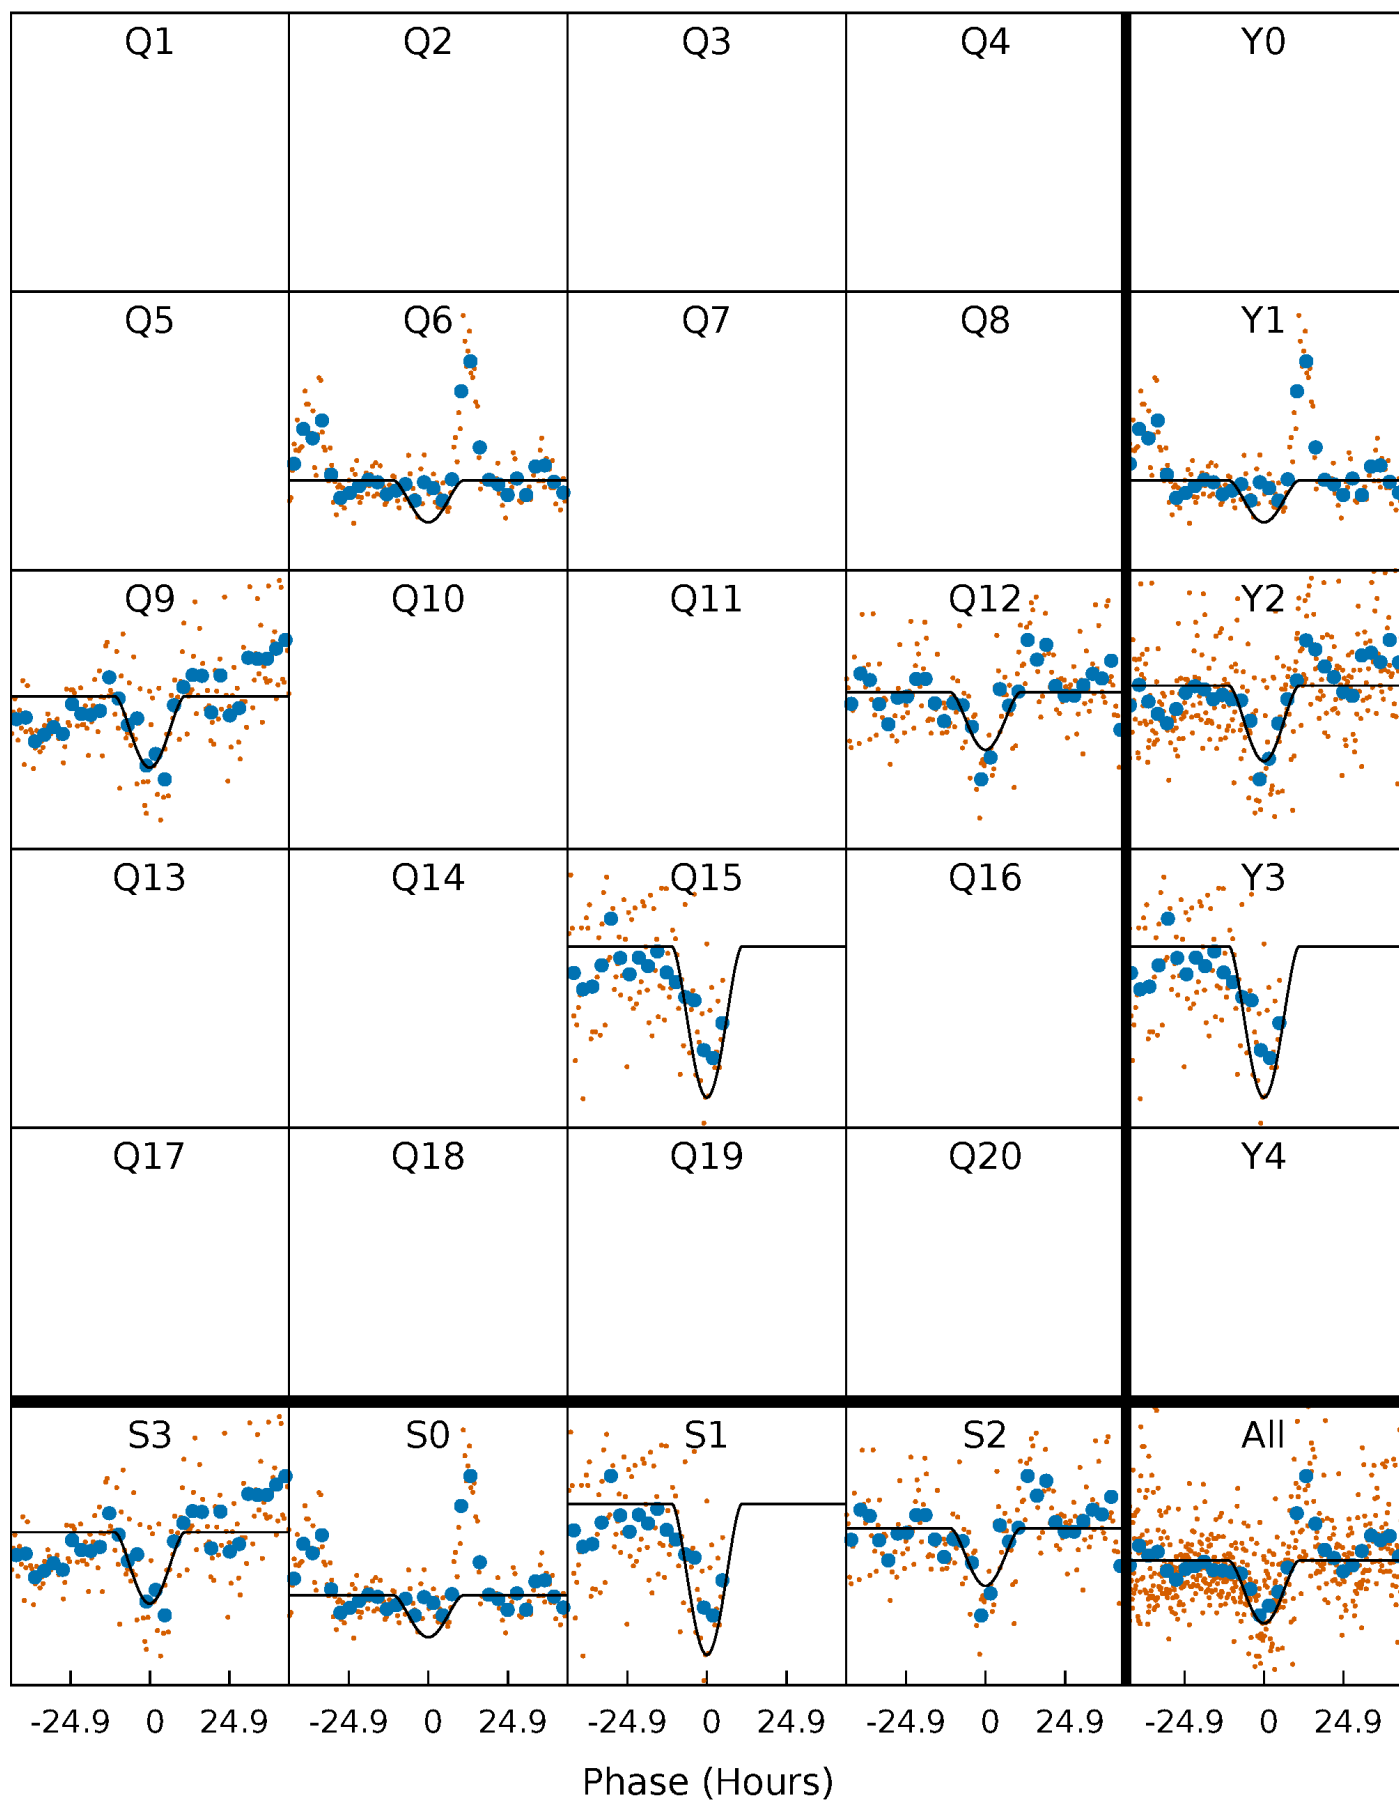 Q1 Q2 Q3 Q4 Y0
Q5 Q6 Q7 Q8 Y1
Q9 Q10 Q11 Q12 Y2
Q13 Q14 Q15 Q16 Y3
Q17 Q18 Q19 Q20 Y4
S3 S0 S1 S2 All
-24.9 0 24.9 -24.9 0 24.9 -24.9 0 24.9 -24.9 0 24.9 -24.9 0 24.9
Phase (Hours)